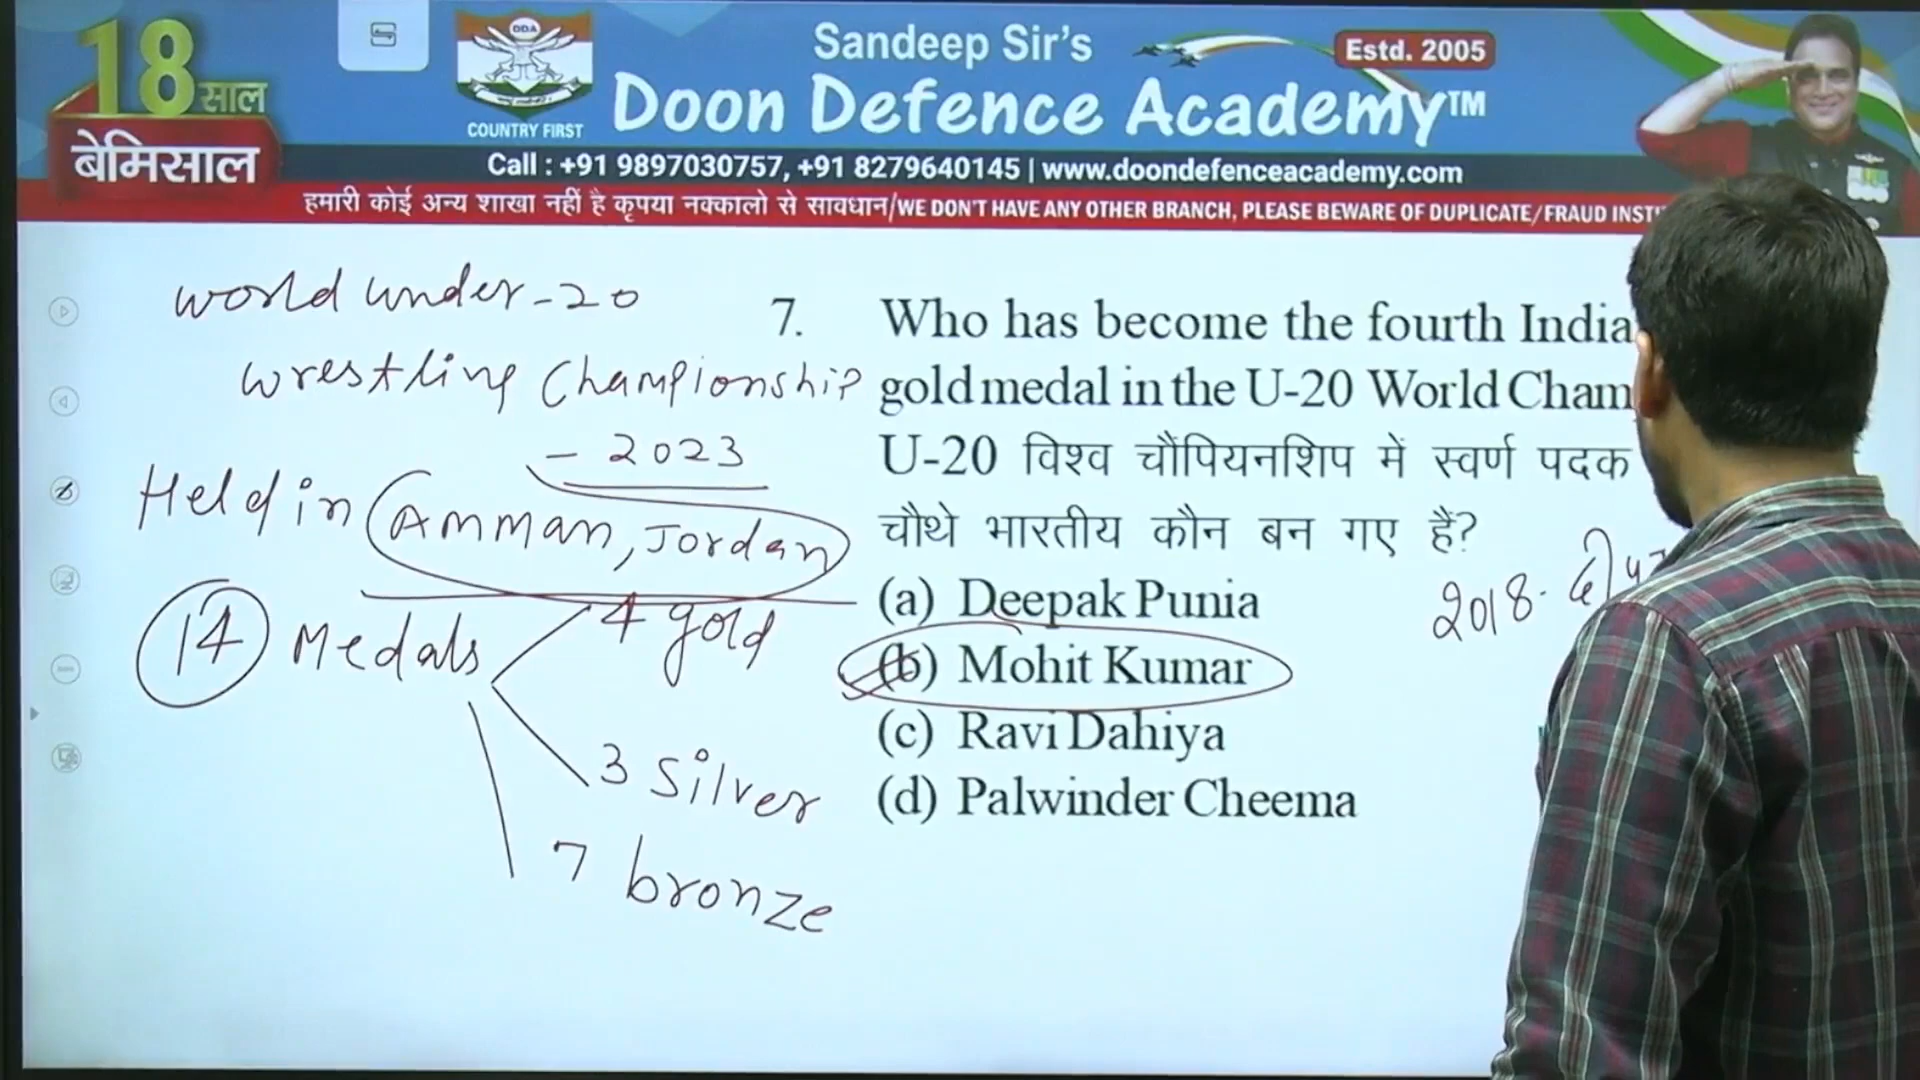 18 साल
बेमिसाल
DDA
COUNTRY FIRST
Sandeep Sir's
Estd. 2005
Doon Defence Academy™
Call : +91 9897030757, +91 8279640145 | www.doondefenceacademy.com
हमारी कोई अन्य शाखा नहीं है कृपया नक्कालो से सावधान/WE DON'T HAVE ANY OTHER BRANCH, PLEASE BEWARE OF DUPLICATE/FRAUD
world under-20
wrestling Championship
- 2023
Held in Amman, Jordan
14 Medals
4 gold
3 Silver
7 bronze
7. Who has become the fourth
gold medal in the U-20 World
U-20 विश्व चौंपियनशिप में स्वर्ण पदक
चौथे भारतीय कौन बन गए हैं?
(a) Deepak Punia
(b) Mohit Kumar
(c) Ravi Dahiya
(d) Palwinder Cheema
2018-